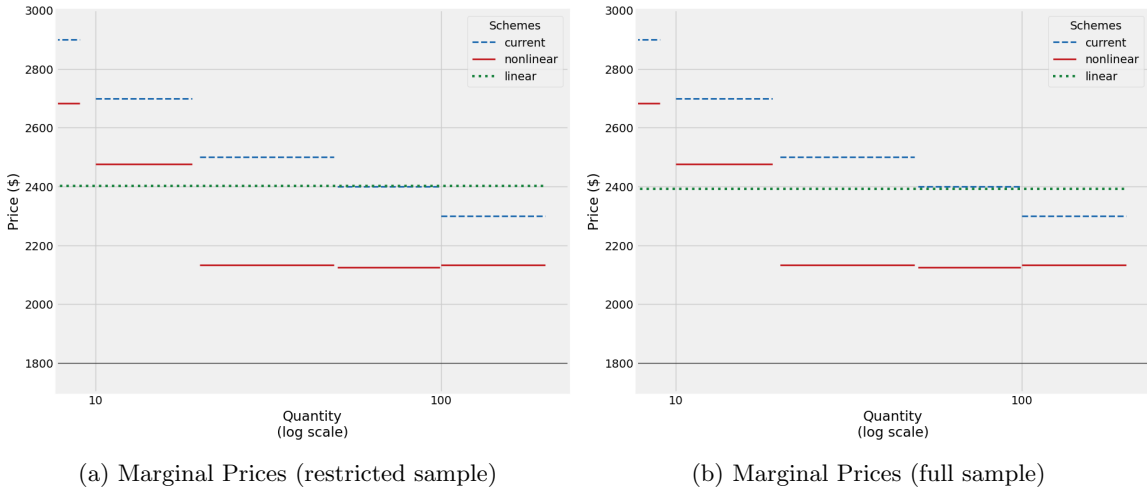 3000
2800
2600
2400
2200
2000
1800
Price ($)
10
100
Quantity
(log scale)
Schemes
current
nonlinear
linear
(a) Marginal Prices (restricted sample)
3000
2800
2600
2400
2200
2000
1800
Price ($)
10
100
Quantity
(log scale)
Schemes
current
nonlinear
linear
(b) Marginal Prices (full sample)